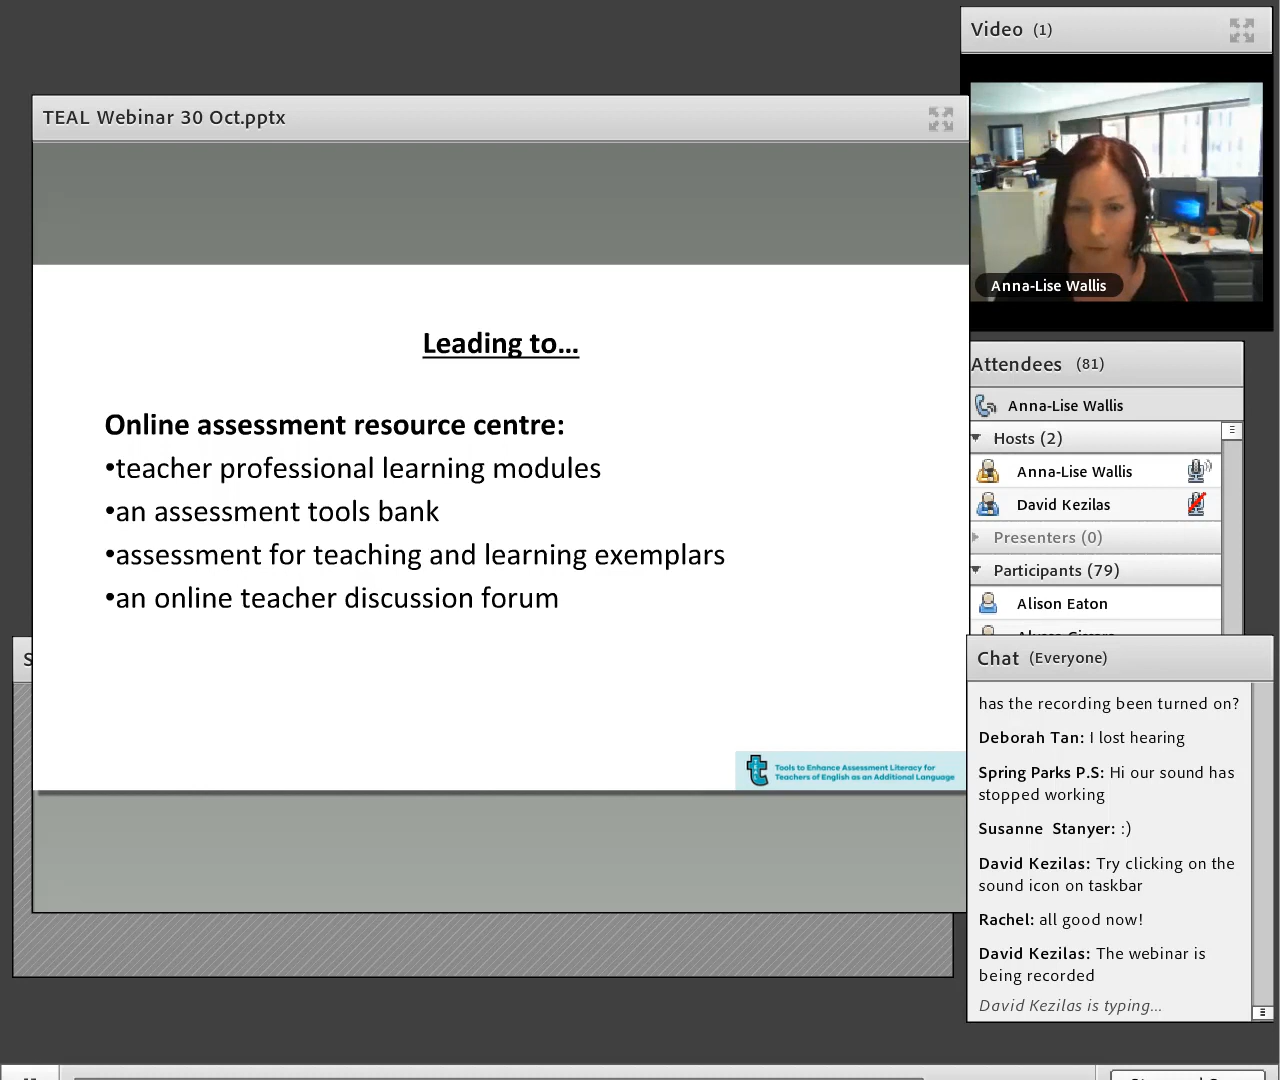 Video (1)
TEAL Webinar 30 Oct.pptx
Anna-Lise Wallis
Leading to...
Online assessment resource centre:
•teacher professional learning modules
•an assessment tools bank
•assessment for teaching and learning exemplars
•an online teacher discussion forum
Tools to Enhance Assessment Literacy for
Teachers of English as an Additional Language
Attendees (81)
Anna-Lise Wallis
Hosts (2)
Anna-Lise Wallis
David Kezilas
Presenters (0)
Participants (79)
Alison Eaton
Chat (Everyone)
has the recording been turned on?
Deborah Tan: I lost hearing
Spring Parks P.S: Hi our sound has
stopped working
Susanne Stanyer: :)
David Kezilas: Try clicking on the
sound icon on taskbar
Rachel: all good now!
David Kezilas: The webinar is
being recorded
David Kezilas is typing...